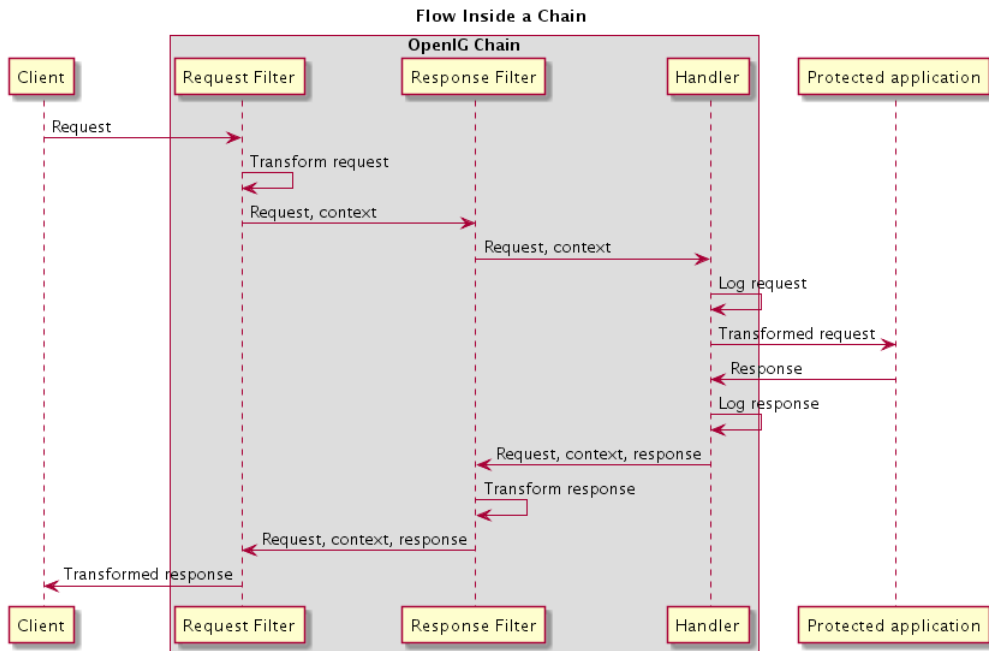 Flow Inside a Chain
OpenIG Chain
Client Request Filter Response Filter Handler Protected application
Request
Transform request
Request, context
Request, context
Log request
Transformed request
Response
Log response
Request, context, response
Transform response
Request, context, response
Transformed response
Client Request Filter Response Filter Handler Protected application